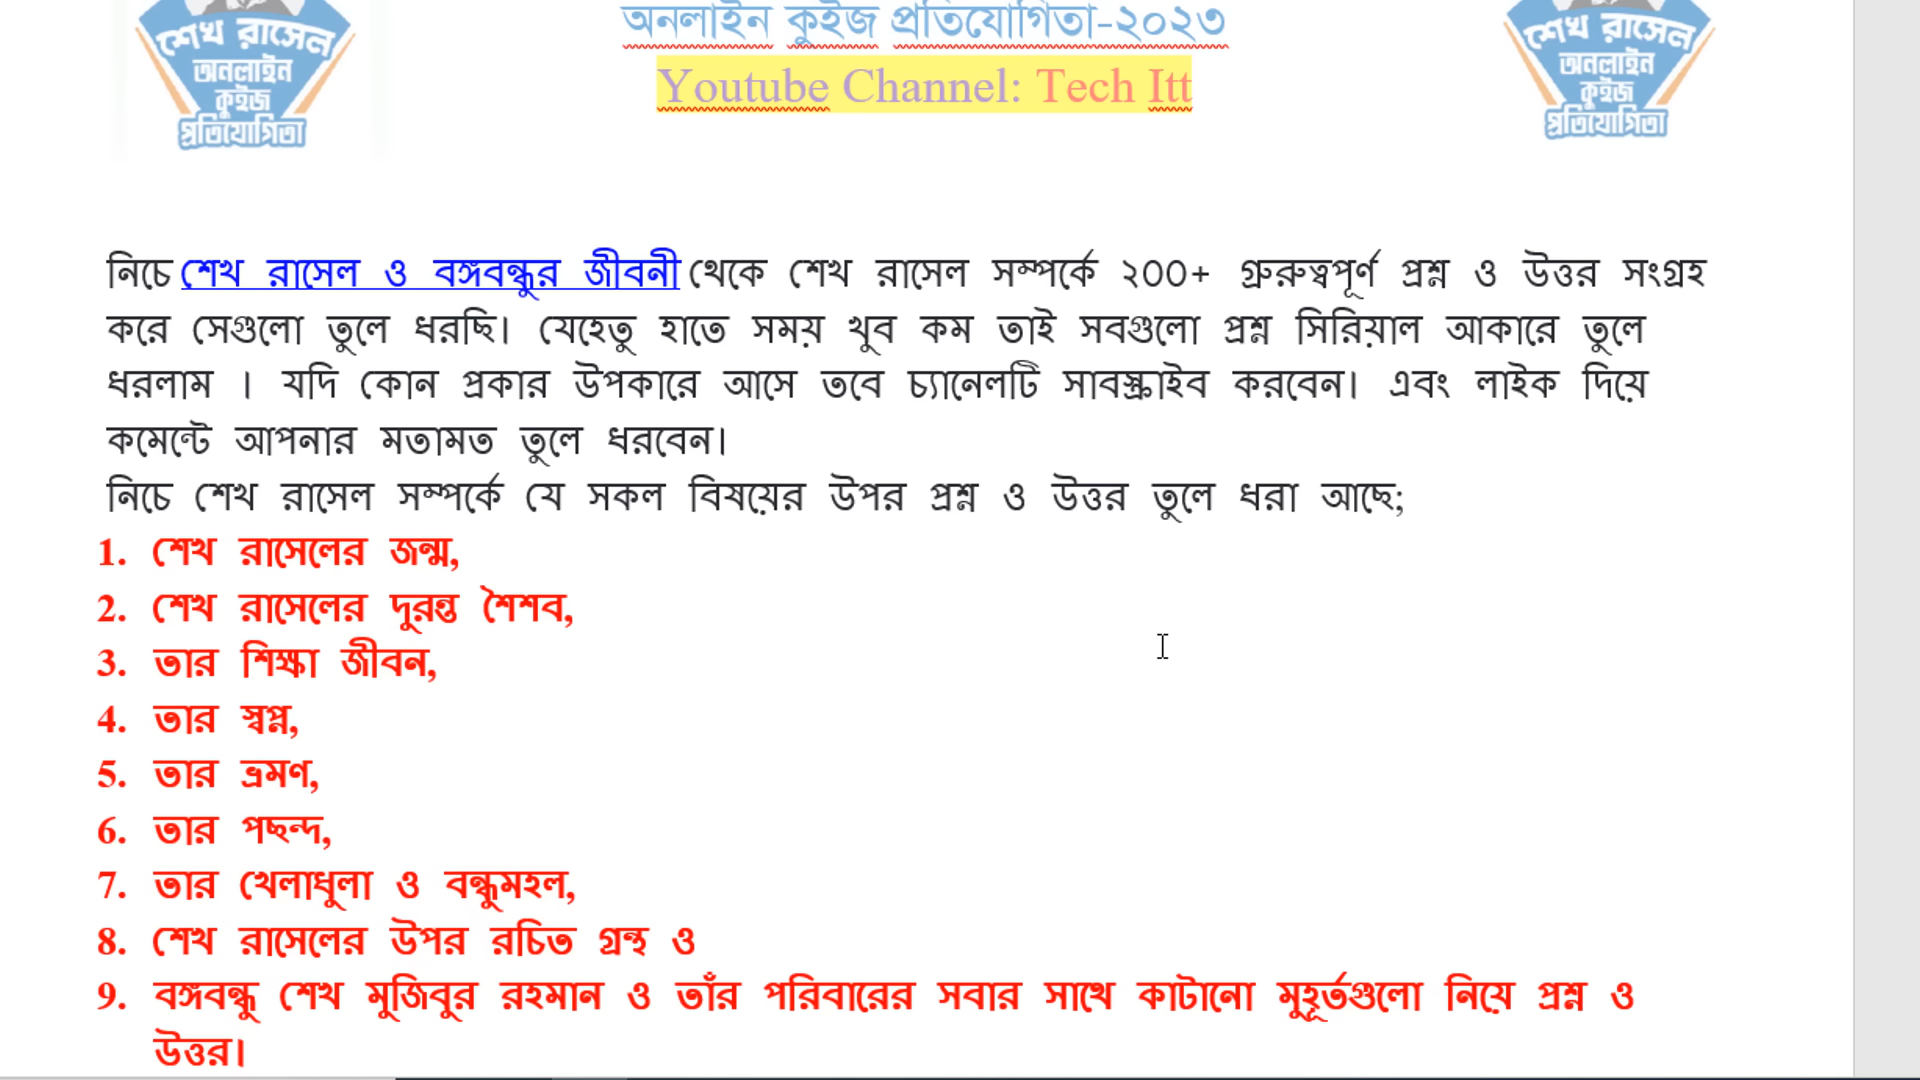 শেখ রাসেল
অনলাইন
কুইজ
প্রতিযোগিতা
অনলাইন কুইজ প্রতিযোগিতা-২০২৩
Youtube Channel: Tech Itt
শেখ রাসেল
অনলাইন
কুইজ
প্রতিযোগিতা
নিচে শেখ রাসেল ও বঙ্গবন্ধুর জীবনী থেকে শেখ রাসেল সম্পর্কে ২০০+ গুরুত্বপূর্ণ প্রশ্ন ও উত্তর সংগ্রহ
করে সেগুলো তুলে ধরছি। যেহেতু হাতে সময় খুব কম তাই সবগুলো প্রশ্ন সিরিয়াল আকারে তুলে
ধরলাম । যদি কোন প্রকার উপকারে আসে তবে চ্যানেলটি সাবস্ক্রাইব করবেন। এবং লাইক দিয়ে
কমেন্টে আপনার মতামত তুলে ধরবেন।
নিচে শেখ রাসেল সম্পর্কে যে সকল বিষয়ের উপর প্রশ্ন ও উত্তর তুলে ধরা আছে;
1. শেখ রাসেলের জন্ম,
2. শেখ রাসেলের দুরন্ত শৈশব,
3. তার শিক্ষা জীবন,
4. তার স্বপ্ন,
5. তার ভ্রমণ,
6. তার পছন্দ,
7. তার খেলাধুলা ও বন্ধুমহল,
8. শেখ রাসেলের উপর রচিত গ্রন্থ ও
9. বঙ্গবন্ধু শেখ মুজিবুর রহমান ও তাঁর পরিবারের সবার সাথে কাটানো মুহূর্তগুলো নিয়ে প্রশ্ন ও
উত্তর।